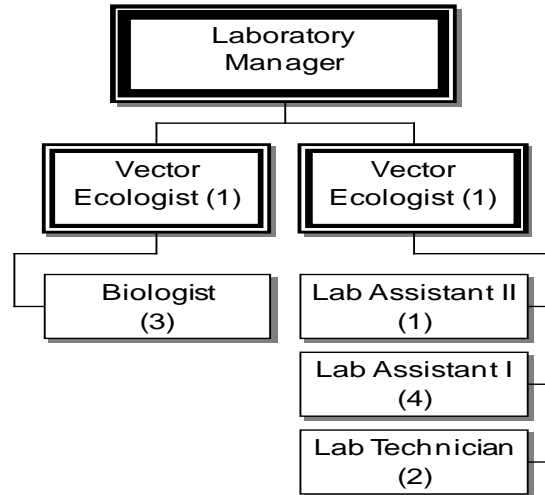 Laboratory
Manager
Vector
Ecologist (1)
Vector
Ecologist (1)
Biologist
(3)
Lab Assistant II
(1)
Lab Assistant I
(4)
Lab Technician
(2)